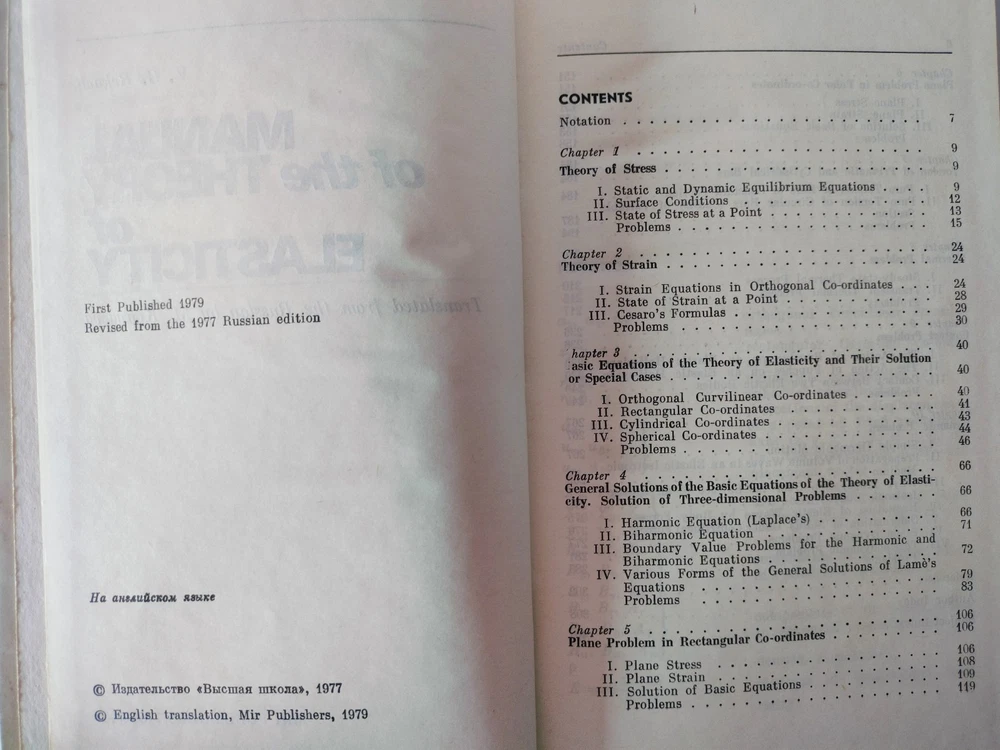 First Published 1979
Revised from the 1977 Russian edition
На английском языке
© Издательство «Высшая школа», 1977
© English translation, Mir Publishers, 1979
CONTENTS
Notation . . . . . . . . . . . . . . . . . . . . . 7
Chapter 1 . . . . . . . . . . . . . . . . . . . . 9
Theory of Stress . . . . . . . . . . . . . . . . . 9
I. Static and Dynamic Equilibrium Equations . . . . 9
II. Surface Conditions . . . . . . . . . . . . 12
III. State of Stress at a Point . . . . . . . . . . . 13
Problems . . . . . . . . . . . . . . . . . 15
Chapter 2 . . . . . . . . . . . . . . . . . . . . 24
Theory of Strain . . . . . . . . . . . . . . . . . 24
I. Strain Equations in Orthogonal Co-ordinates . . . 24
II. State of Strain at a Point . . . . . . . . . . 28
III. Cesaro's Formulas . . . . . . . . . . . . . 29
Problems . . . . . . . . . . . . . . . . . 30
hapter 3 . . . . . . . . . . . . . . . . . . . . 40
asic Equations of the Theory of Elasticity and Their Solution
or Special Cases . . . . . . . . . . . . . . . . . 40
I. Orthogonal Curvilinear Co-ordinates . . . . . . 40
II. Rectangular Co-ordinates . . . . . . . . . . 41
III. Cylindrical Co-ordinates . . . . . . . . . . . 43
IV. Spherical Co-ordinates . . . . . . . . . . . . 44
Problems . . . . . . . . . . . . . . . . . 46
Chapter 4 . . . . . . . . . . . . . . . . . . . . 66
General Solutions of the Basic Equations of the Theory of Elasti-
city. Solution of Three-dimensional Problems . . . . . . 66
I. Harmonic Equation (Laplace's) . . . . . . . . 66
II. Biharmonic Equation . . . . . . . . . . . . 71
III. Boundary Value Problems for the Harmonic and
Biharmonic Equations . . . . . . . . . . . . 72
IV. Various Forms of the General Solutions of Lamé's
Equations . . . . . . . . . . . . . . . . 79
Problems . . . . . . . . . . . . . . . . 83
Chapter 5 . . . . . . . . . . . . . . . . . . . . 106
Plane Problem in Rectangular Co-ordinates . . . . . . . 106
I. Plane Stress . . . . . . . . . . . . . . . 106
II. Plane Strain . . . . . . . . . . . . . . . 108
III. Solution of Basic Equations . . . . . . . . . 109
Problems . . . . . . . . . . . . . . . . . 119